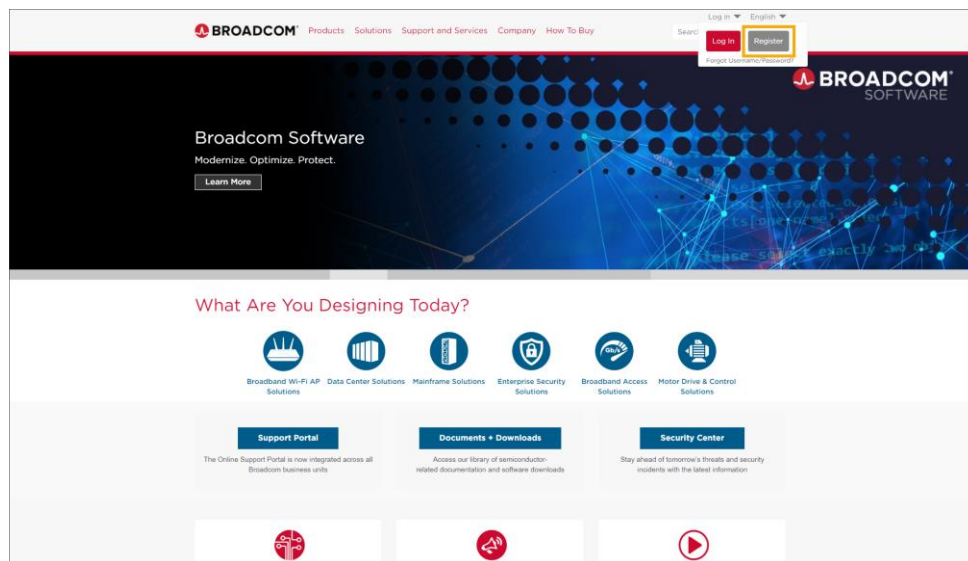 Log in English
BROADCOM Products Solutions Support and Services Company How To Buy Searc
Log In Register
Forgot Username/Password?
BROADCOM
SOFTWARE
Broadcom Software
Modernize. Optimize. Protect.
Learn More
What Are You Designing Today?
Broadband Wi-Fi AP
Solutions
Data Center Solutions
Mainframe Solutions
Enterprise Security
Solutions
Broadband Access
Solutions
Motor Drive & Control
Solutions
Gb/s
Support Portal
The Online Support Portal is now integrated across all
Broadcom business units
Documents + Downloads
Access our library of semiconductor-
related documentation and software downloads
Security Center
Stay ahead of tomorrow's threats and security
incidents with the latest information